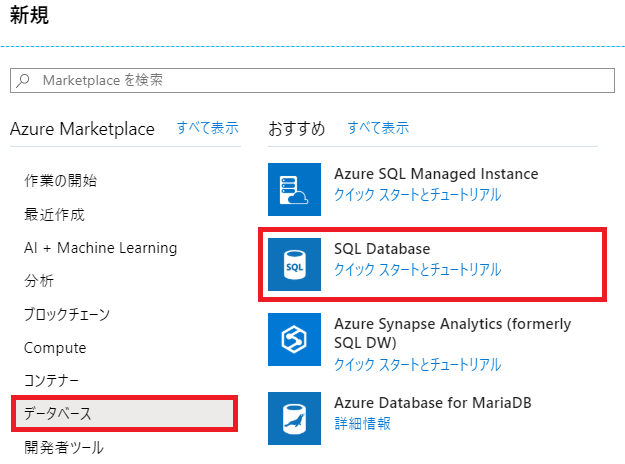 新規
Marketplace を検索
Azure Marketplace すべて表示
作業の開始
最近作成
AI + Machine Learning
分析
ブロックチェーン
Compute
コンテナー
データベース
開発者ツール
おすすめ すべて表示
Azure SQL Managed Instance
クイック スタートとチュートリアル
SQL
SQL Database
クイック スタートとチュートリアル
Azure Synapse Analytics (formerly
SQL DW)
クイック スタートとチュートリアル
Azure Database for MariaDB
詳細情報